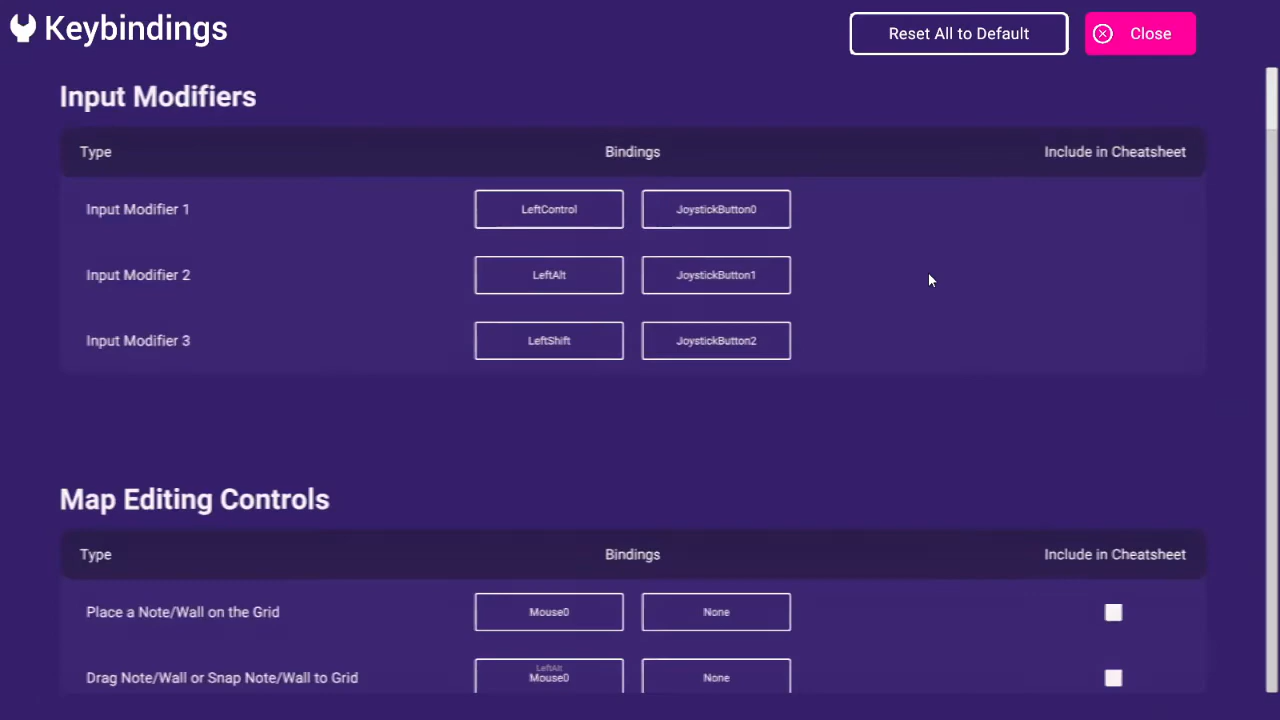 Keybindings
Reset All to Default
Close
Input Modifiers
Type Bindings Include in Cheatsheet
Input Modifier 1 LeftControl JoystickButton0
Input Modifier 2 LeftAlt JoystickButton1
Input Modifier 3 LeftShift JoystickButton2
Map Editing Controls
Type Bindings Include in Cheatsheet
Place a Note/Wall on the Grid Mouse0 None
LeftAlt
Drag Note/Wall or Snap Note/Wall to Grid Mouse0 None